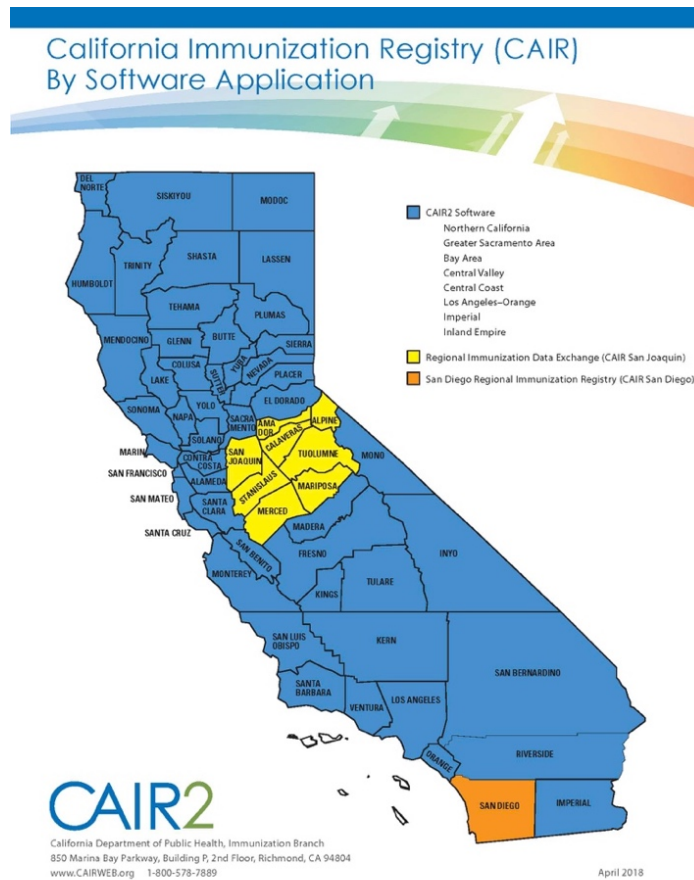 California Immunization Registry (CAIR)
By Software Application
DEL
NORTE
SISKIYOU
MODOC
HUMBOLDT
TRINITY
SHASTA
LASSEN
TEHAMA
PLUMAS
MENDOCINO
GLENN
BUTTE
SIERRA
COLUSA
LAKE
SUTTER
YUBA
NEVADA
PLACER
SONOMA
NAPA
YOLO
EL DORADO
SACRA
MENTO
AMA
DOR
ALPINE
SOLANO
CALAVERAS
MARIN
CONTRA
COSTA
SAN
JOAQUIN
TUOLUMNE
MONO
SAN FRANCISCO
ALAMEDA
STANISLAUS
MARIPOSA
SAN MATEO
SANTA
CLARA
MERCED
SANTA CRUZ
MADERA
SAN BENITO
FRESNO
INYO
MONTEREY
KINGS
TULARE
SAN LUIS
OBISPO
KERN
SAN BERNARDINO
SANTA
BARBARA
VENTURA
LOS ANGELES
ORANGE
RIVERSIDE
SAN DIEGO
IMPERIAL
CAIR2 Software
Northern California
Greater Sacramento Area
Bay Area
Central Valley
Central Coast
Los Angeles–Orange
Imperial
Inland Empire
Regional Immunization Data Exchange (CAIR San Joaquin)
San Diego Regional Immunization Registry (CAIR San Diego)
CAIR2
California Department of Public Health, Immunization Branch
850 Marina Bay Parkway, Building P, 2nd Floor, Richmond, CA 94804
www.CAIRWEB.org 1-800-578-7889
April 2018